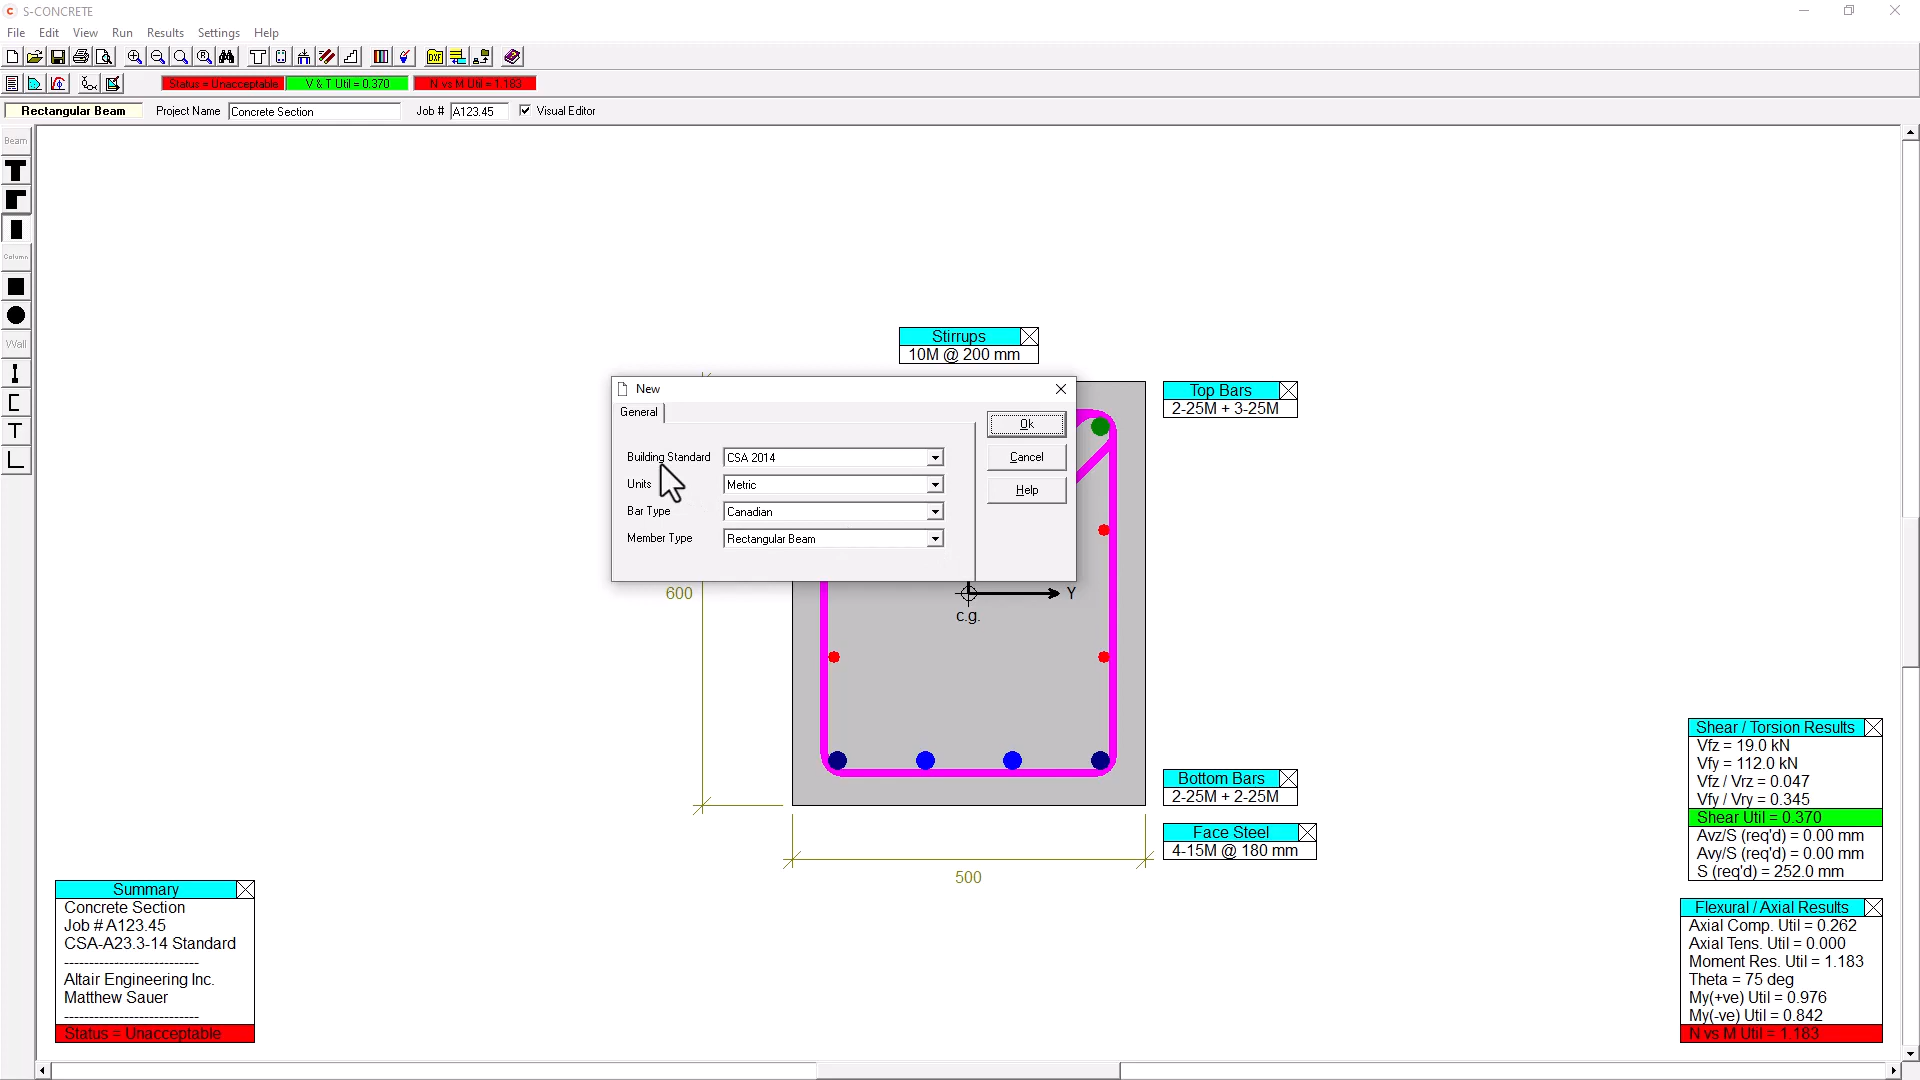 S-CONCRETE
File Edit View Run Results Settings Help
DXF
Status = Unacceptable V & T Util = 0.370 N vs M Util = 1.183
Rectangular Beam Project Name Concrete Section Job # A123.45 Visual Editor
Beam
Column
Wall
Stirrups
10M @ 200 mm
New
General
Building Standard CSA 2014
Units Metric
Bar Type Canadian
Member Type Rectangular Beam
Ok
Cancel
Help
Top Bars
2-25M + 3-25M
600
Y
c.g.
Bottom Bars
2-25M + 2-25M
Face Steel
4-15M @ 180 mm
500
Shear / Torsion Results
Vfz = 19.0 kN
Vfy = 112.0 kN
Vfz / Vrz = 0.047
Vfy / Vry = 0.345
Shear Util = 0.370
Avz/S (req'd) = 0.00 mm
Avy/S (req'd) = 0.00 mm
S (req'd) = 252.0 mm
Summary
Concrete Section
Job # A123.45
CSA-A23.3-14 Standard
---------------------------
Altair Engineering Inc.
Matthew Sauer
---------------------------
Status = Unacceptable
Flexural / Axial Results
Axial Comp. Util = 0.262
Axial Tens. Util = 0.000
Moment Res. Util = 1.183
Theta = 75 deg
My(+ve) Util = 0.976
My(-ve) Util = 0.842
N vs M Util = 1.183